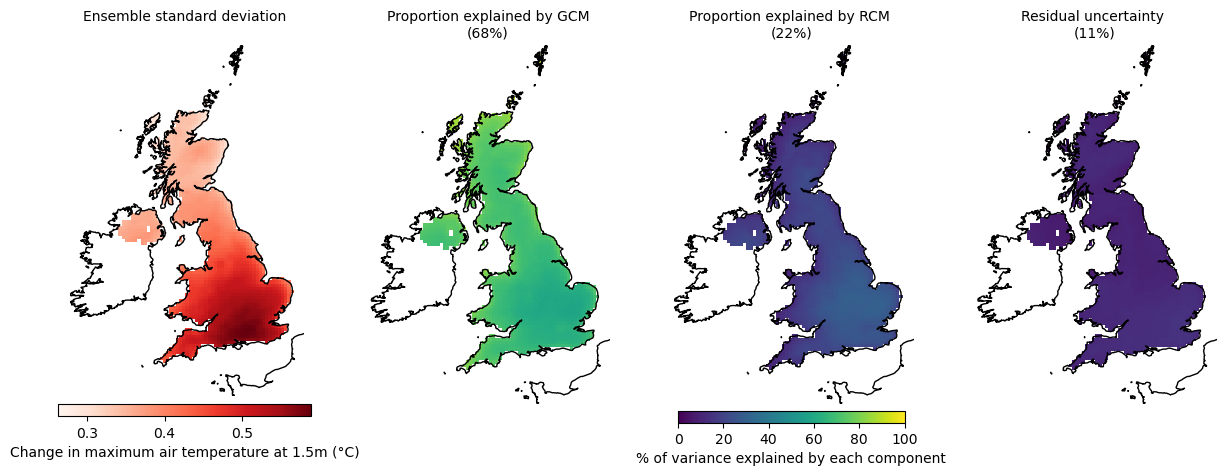 Ensemble standard deviation
Proportion explained by GCM
(68%)
Proportion explained by RCM
(22%)
Residual uncertainty
(11%)
0.3 0.4 0.5
Change in maximum air temperature at 1.5m (°C)
0 20 40 60 80 100
% of variance explained by each component